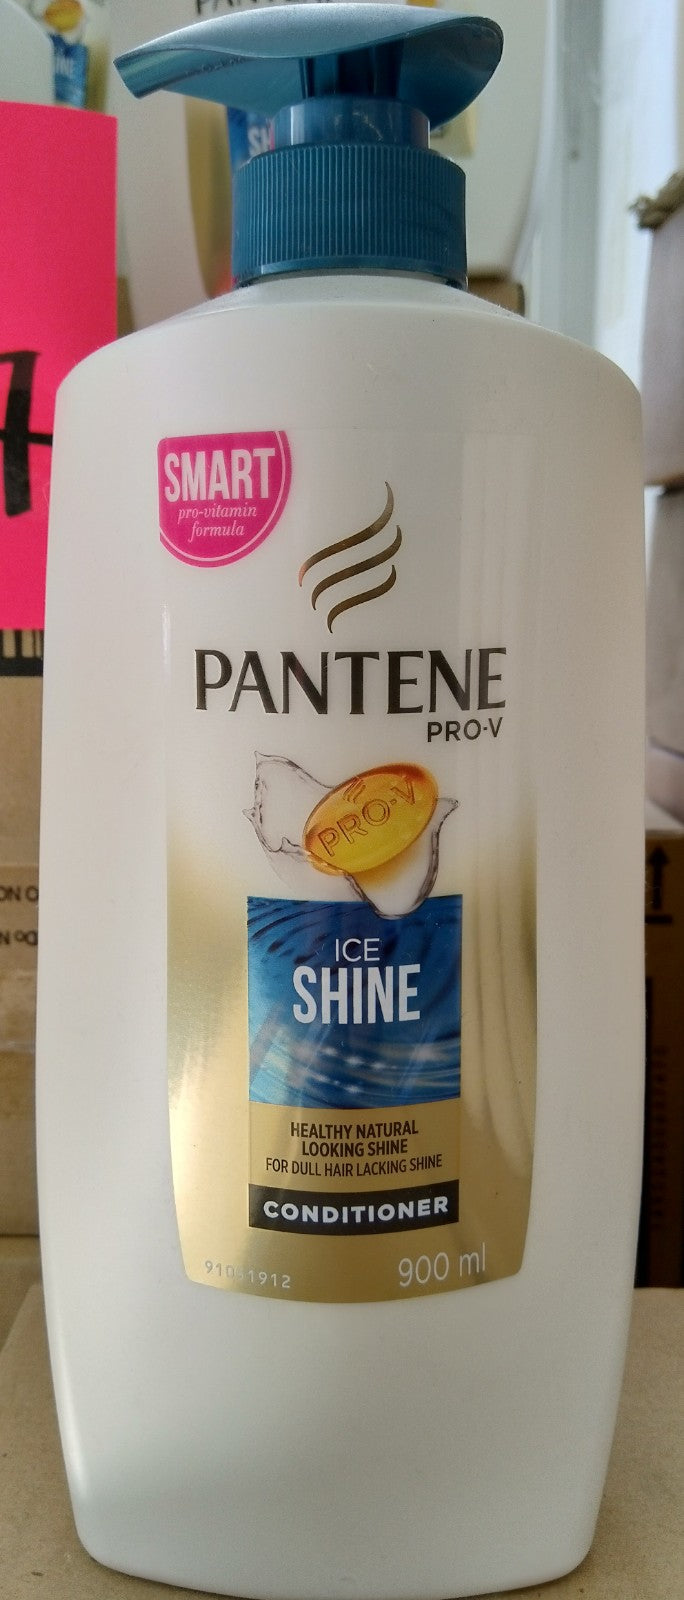 SMART
pro-vitamin
formula
PANTENE
PRO-V
PRO-V
ICE
SHINE
HEALTHY NATURAL
LOOKING SHINE
FOR DULL HAIR LACKING SHINE
CONDITIONER
900 ml